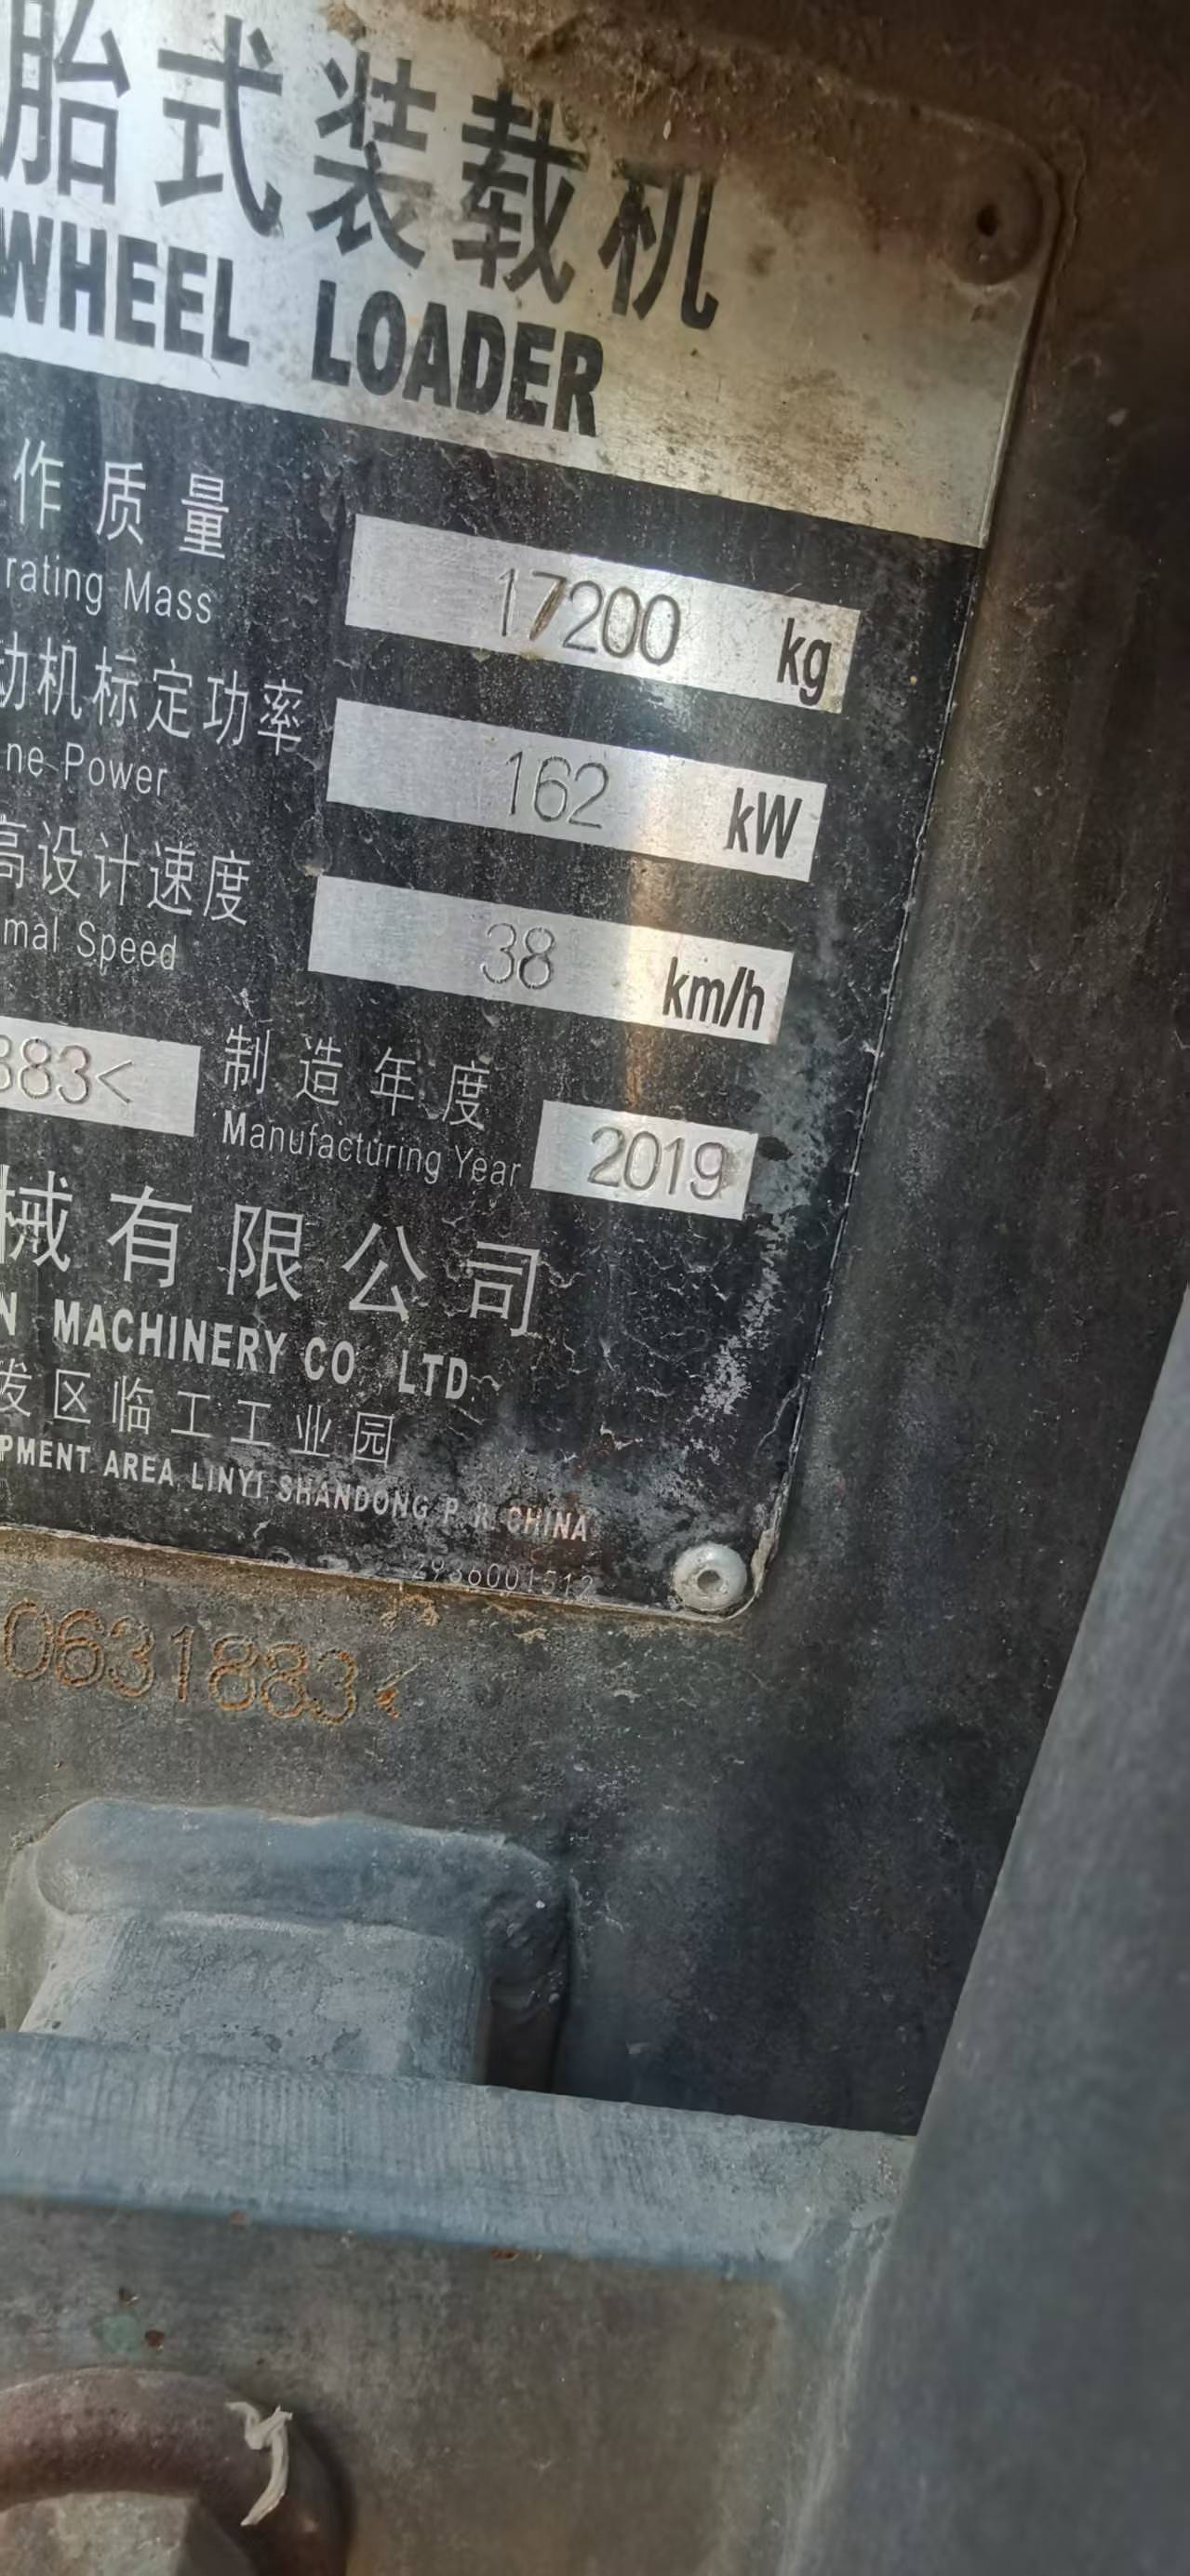 胎式装载机
WHEEL LOADER
作质量
rating Mass
17200 kg
动机标定功率
ne Power
162 kW
高设计速度
mal Speed
38 km/h
883<
制造年度
Manufacturing Year
2019
械有限公司
N MACHINERY CO LTD
发区临工工业园
PMENT AREA LINYI SHANDONG P R CHINA
2936001512
0631883<